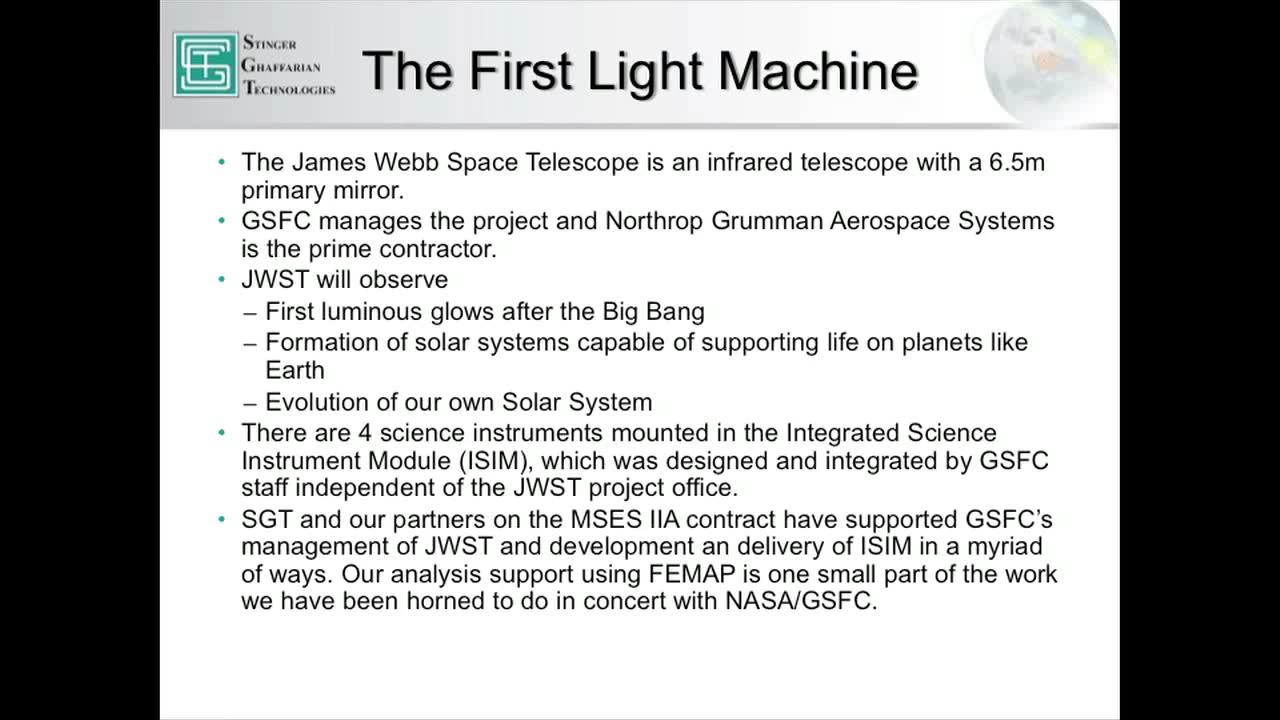 STINGER
GHAFFARIAN
TECHNOLOGIES
The First Light Machine
• The James Webb Space Telescope is an infrared telescope with a 6.5m
primary mirror.
• GSFC manages the project and Northrop Grumman Aerospace Systems
is the prime contractor.
• JWST will observe
– First luminous glows after the Big Bang
– Formation of solar systems capable of supporting life on planets like
Earth
– Evolution of our own Solar System
• There are 4 science instruments mounted in the Integrated Science
Instrument Module (ISIM), which was designed and integrated by GSFC
staff independent of the JWST project office.
• SGT and our partners on the MSES IIA contract have supported GSFC’s
management of JWST and development an delivery of ISIM in a myriad
of ways. Our analysis support using FEMAP is one small part of the work
we have been horned to do in concert with NASA/GSFC.